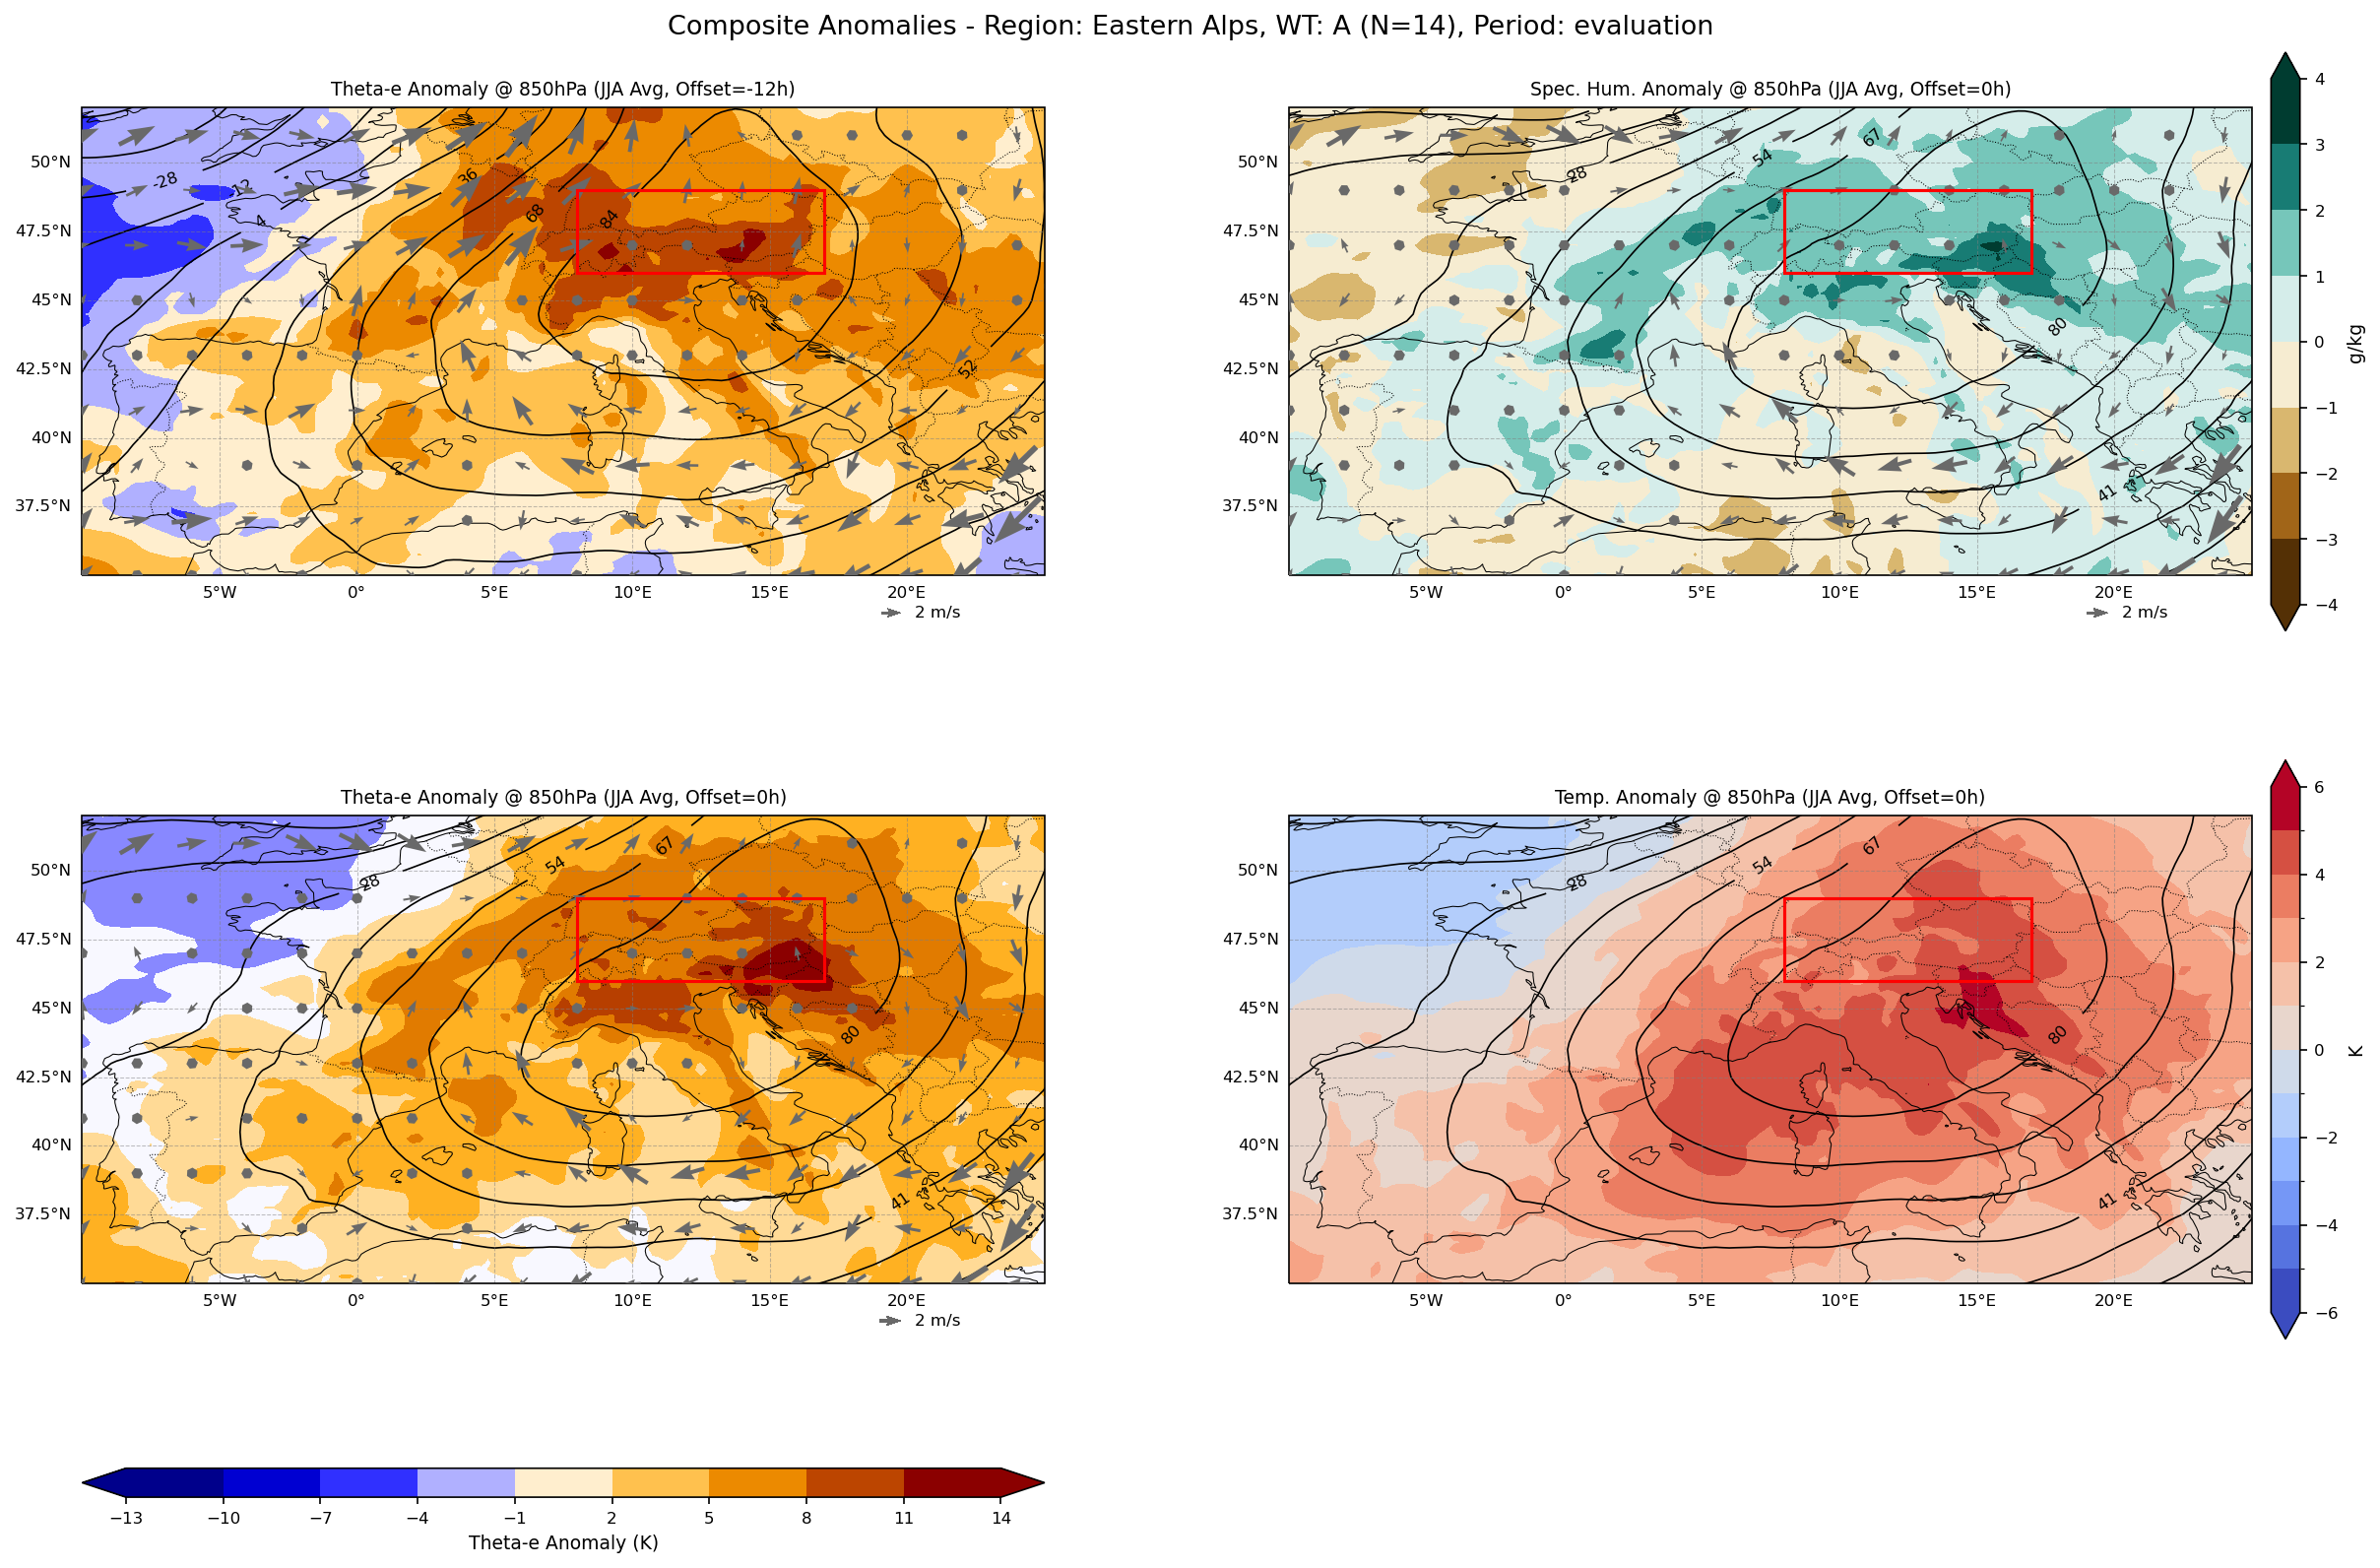 Composite Anomalies - Region: Eastern Alps, WT: A (N=14), Period: evaluation
Theta-e Anomaly @ 850hPa (JJA Avg, Offset=-12h)
50°N
47.5°N
45°N
42.5°N
40°N
37.5°N
-28
-12
4
36
68
84
52
5°W
0°
5°E
10°E
15°E
20°E
2 m/s
Spec. Hum. Anomaly @ 850hPa (JJA Avg, Offset=0h)
50°N
47.5°N
45°N
42.5°N
40°N
37.5°N
28
54
67
80
41
5°W
0°
5°E
10°E
15°E
20°E
2 m/s
4
3
2
1
0
−1
−2
−3
−4
g/kg
Theta-e Anomaly @ 850hPa (JJA Avg, Offset=0h)
50°N
47.5°N
45°N
42.5°N
40°N
37.5°N
28
54
67
80
41
5°W
0°
5°E
10°E
15°E
20°E
2 m/s
Temp. Anomaly @ 850hPa (JJA Avg, Offset=0h)
50°N
47.5°N
45°N
42.5°N
40°N
37.5°N
28
54
67
80
41
5°W
0°
5°E
10°E
15°E
20°E
6
4
2
0
−2
−4
−6
K
−13
−10
−7
−4
−1
2
5
8
11
14
Theta-e Anomaly (K)